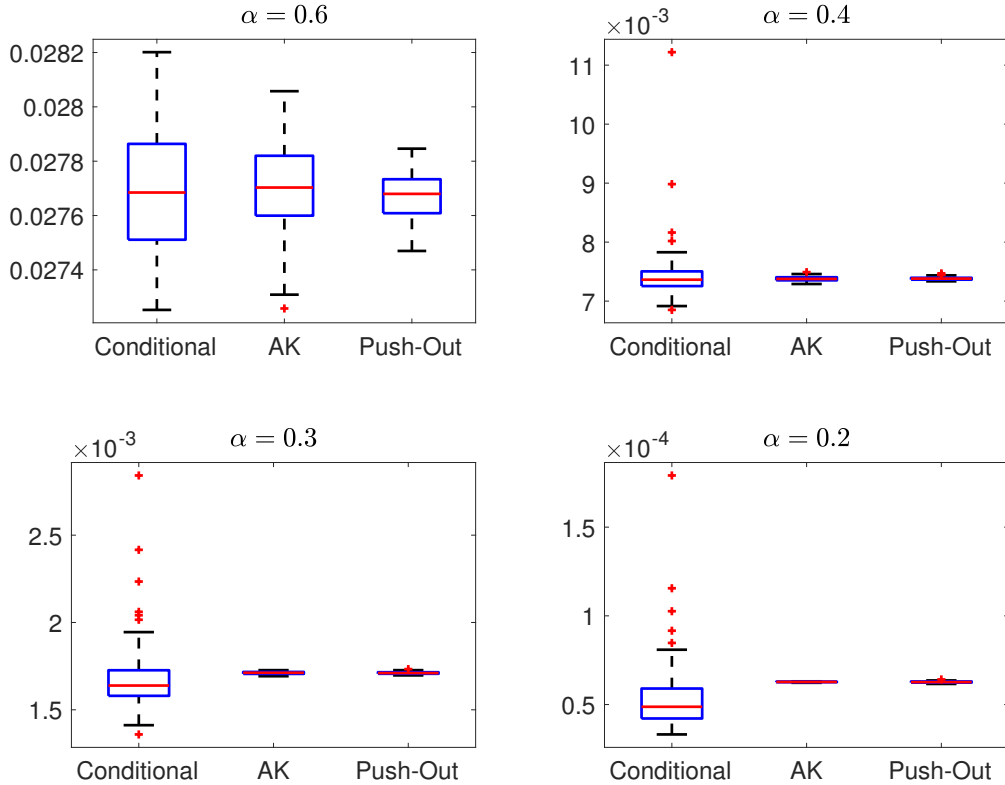 α = 0.6
0.0282
0.028
0.0278
0.0276
0.0274
Conditional AK Push-Out
×10⁻³ α = 0.4
11
9
8
7
Conditional AK Push-Out
×10⁻³ α = 0.3
2.5
2
1.5
Conditional AK Push-Out
×10⁻⁴ α = 0.2
1.5
1
0.5
Conditional AK Push-Out